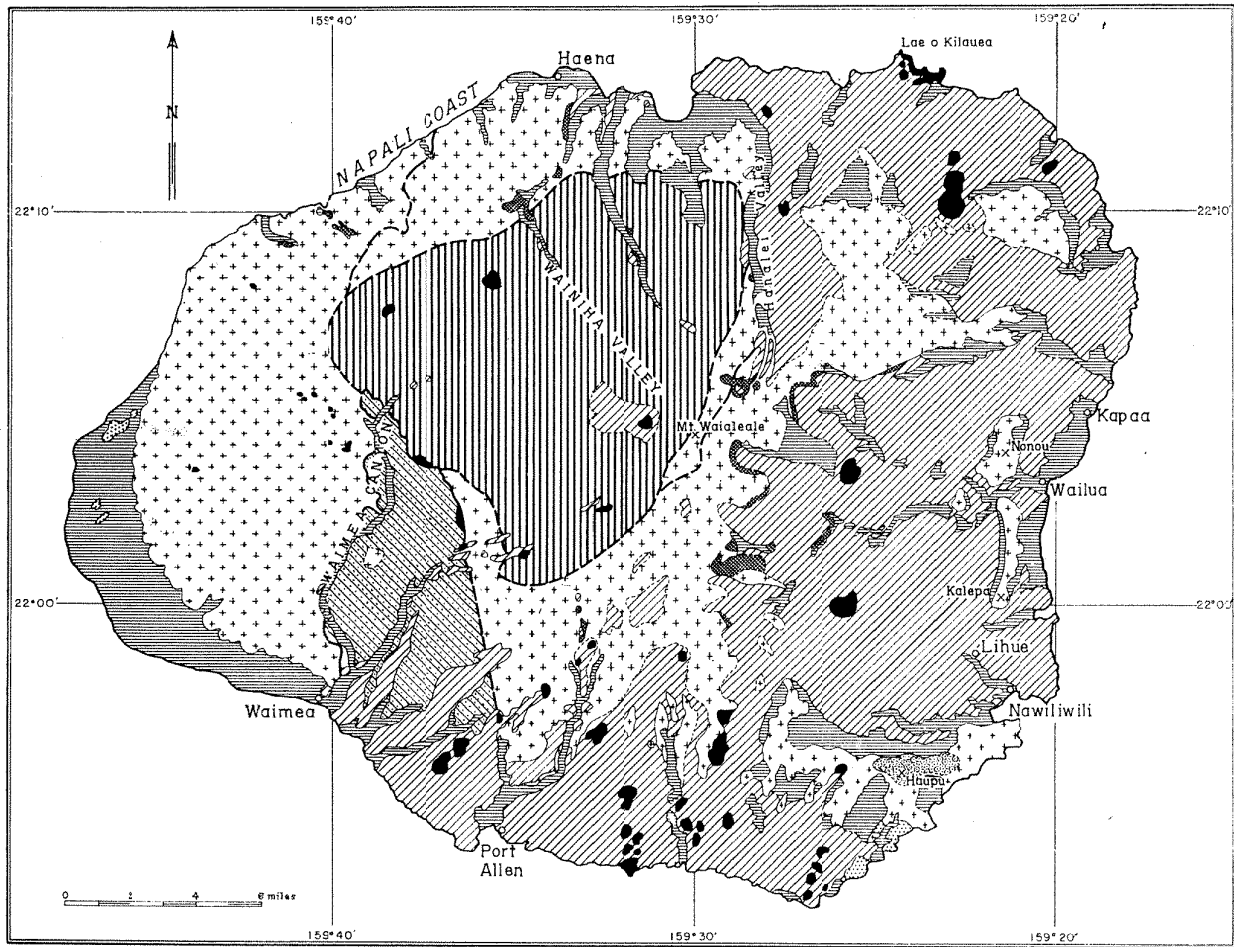 159°40'
159°30'
159°20'
Lae o Kilauea
Haena
N
NAPALI COAST
Hanalei Valley
22°10'
22°10'
WAINIHA VALLEY
Mt. Waialeale
Kapaa
Nonou
WAIMEA CANYON
Wailua
22°00'
Kalepa
22°00'
Lihue
Waimea
Nawiliwili
Haupu
Port
Allen
0 2 4 6 miles
159°40'
159°30'
159°20'